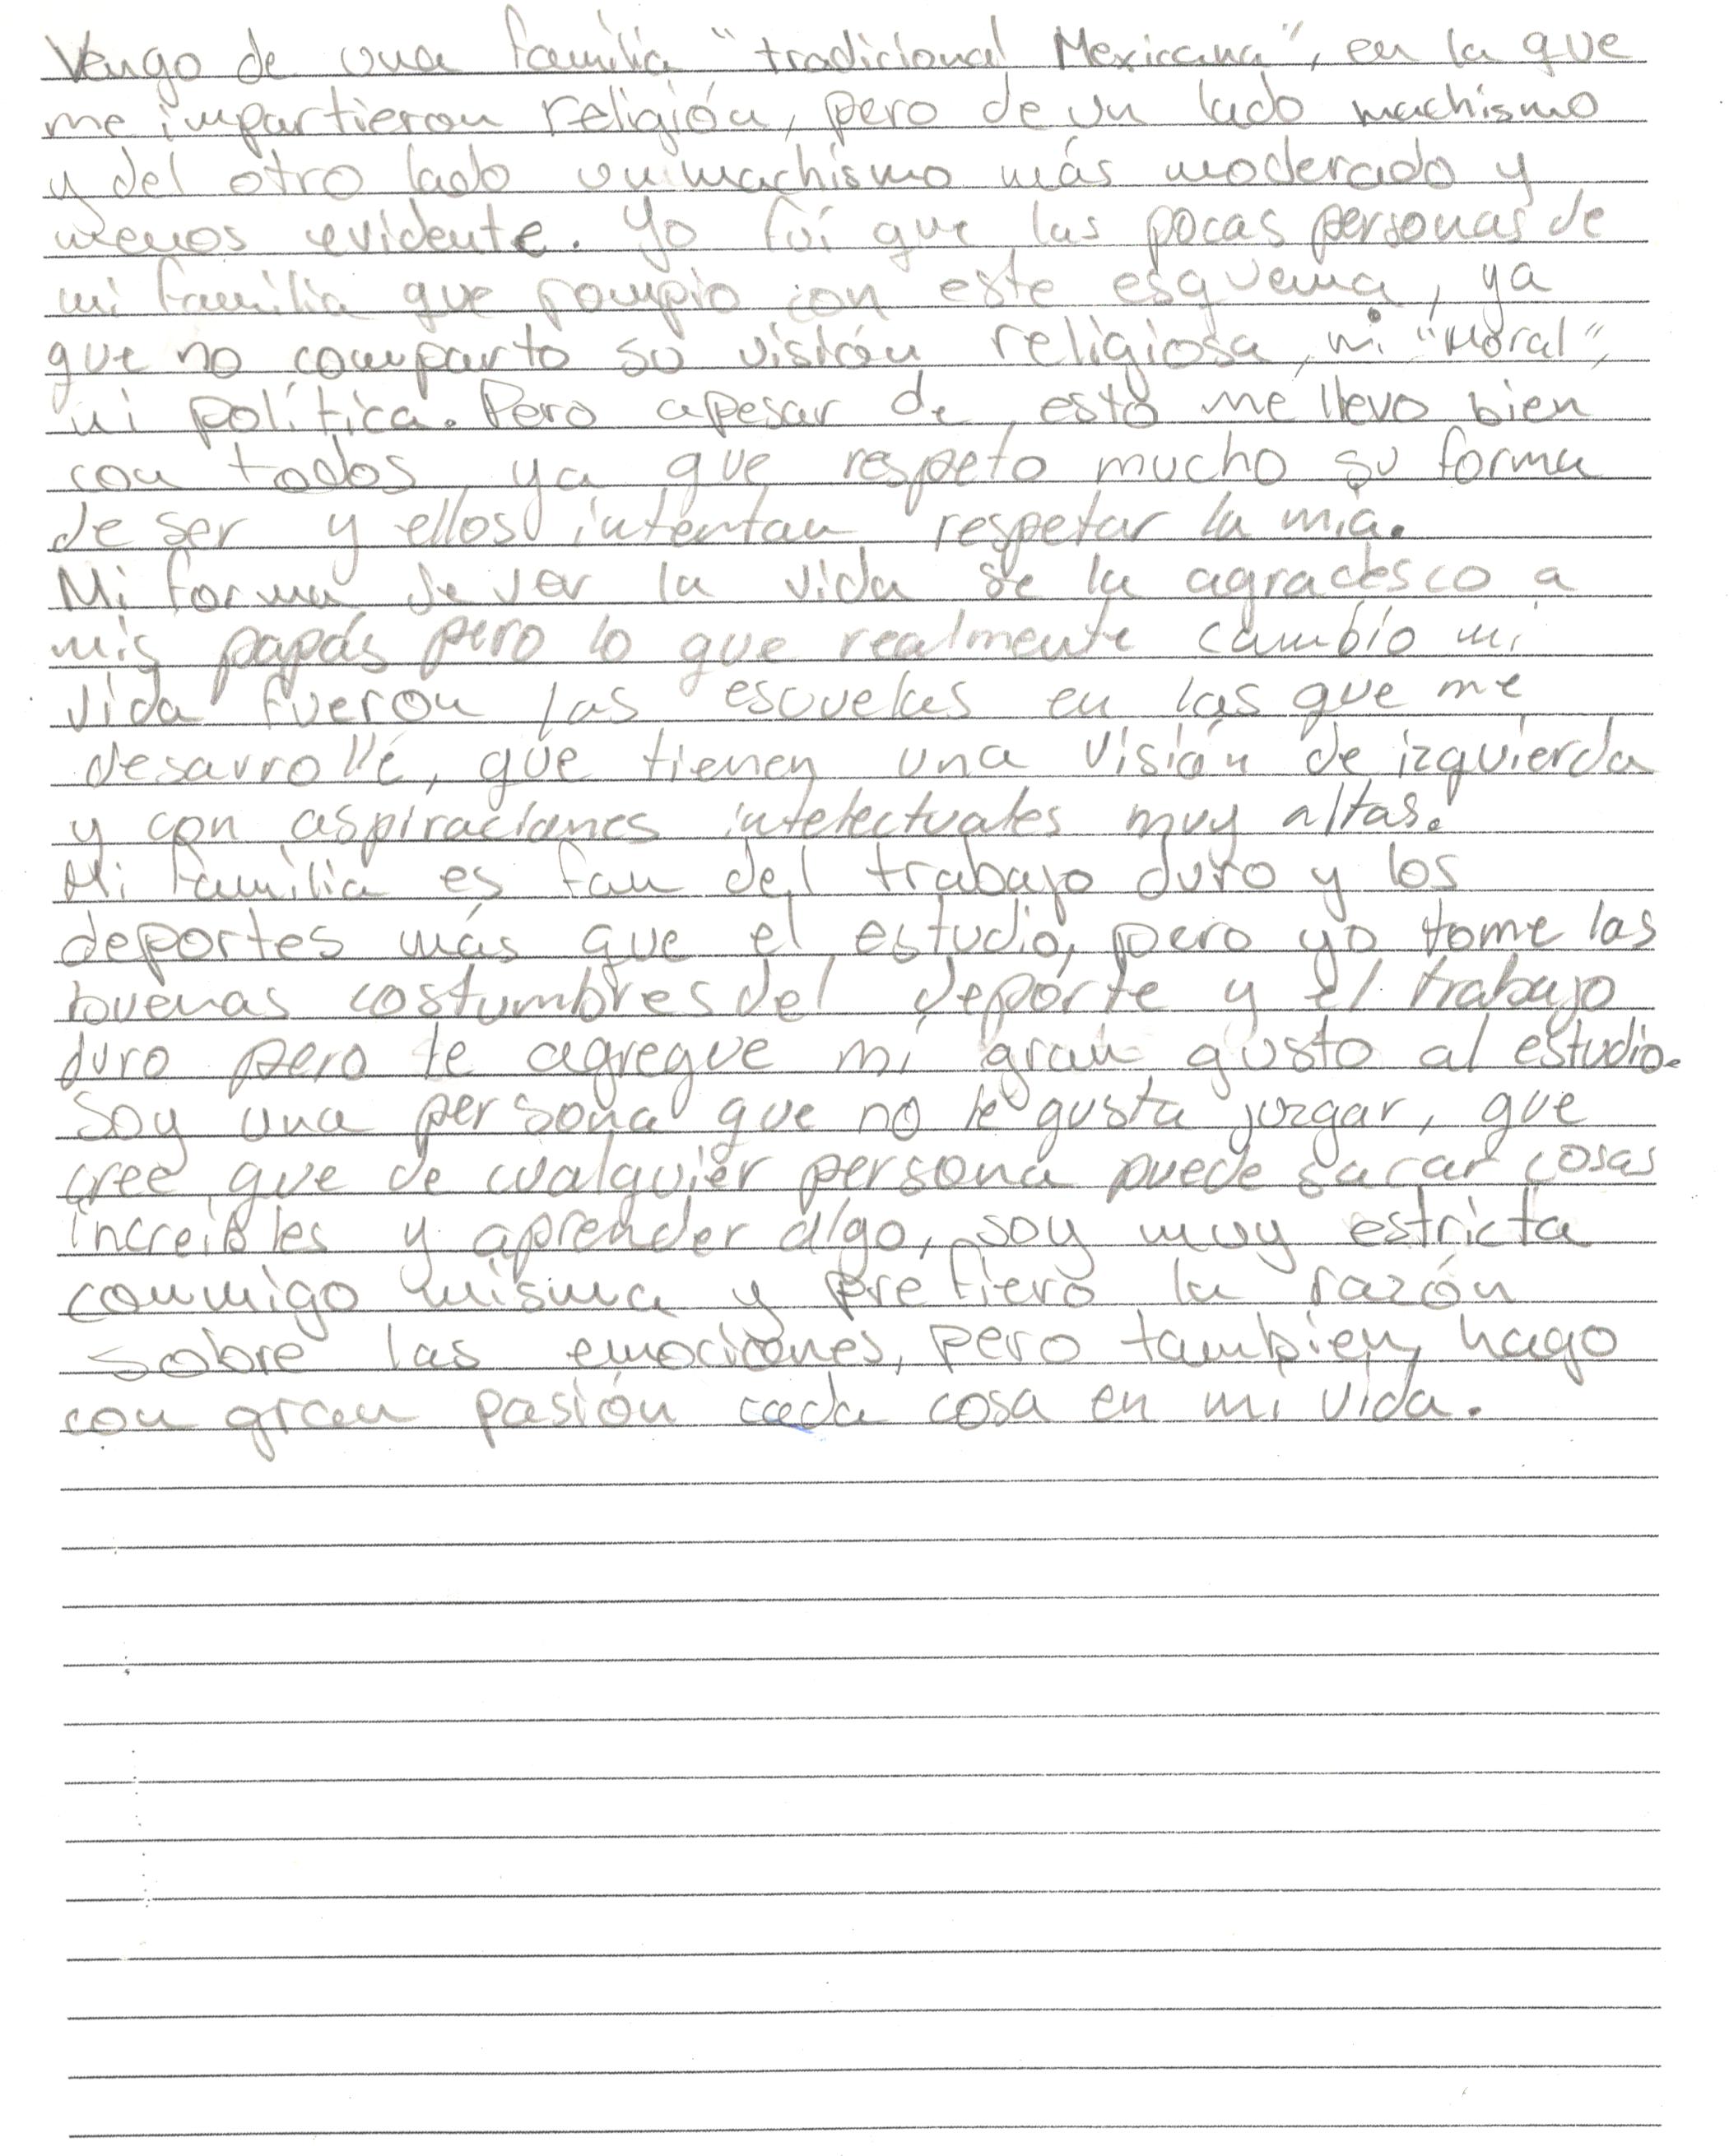 Vengo de una familia "tradicional Mexicana", en la que
me impartieron religión, pero de un lado machismo
y del otro lado un machismo más moderado y
menos evidente. Yo fuí que las pocas personas de
mi familia que rompio con este esquema, ya
que no comparto su visión religiosa, ni "Moral",
ni política. Pero apesar de esto me llevo bien
con todos ya que respeto mucho su forma
de ser y ellos intentan respetar la mía.
Mi forma de ver la vida se la agradesco a
mis papás pero lo que realmente cambio mi
vida fueron las escuelas en las que me
desarrollé, que tienen una visión de izquierda
y con aspiraciones intelectuales muy altas.
Mi familia es fan del trabajo duro y los
deportes más que el estudio, pero yo tome las
buenas costumbres del deporte y el trabajo
duro pero le agregue mi gran gusto al estudio.
Soy una persona que no le gusta juzgar, que
cree que de cualquier persona puede sacar cosas
increíbles y aprender algo, soy muy estricta
conmigo misma y prefiero la razón
sobre las emociones, pero tambien hago
con gran pasión cada cosa en mi vida.